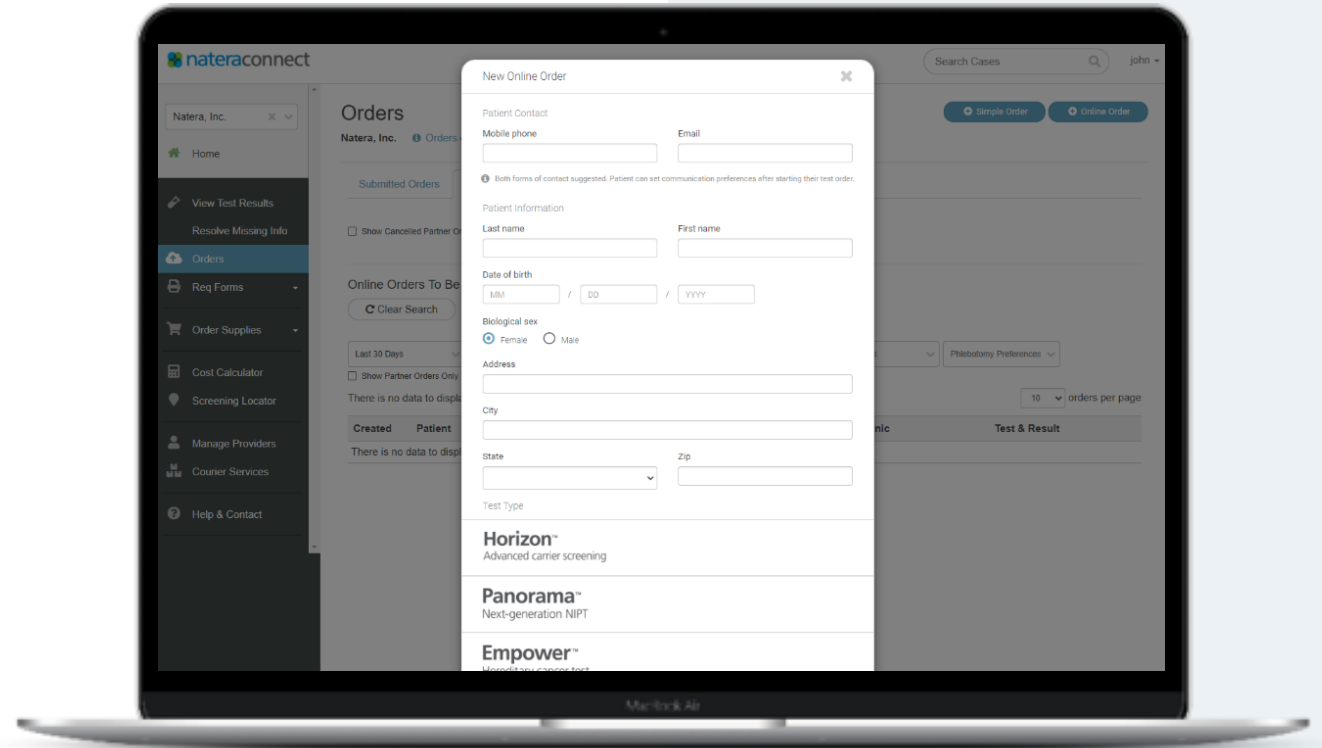 nateraconnect
Search Cases
john
Natera, Inc.
Home
View Test Results
Resolve Missing Info
Orders
Req Forms
Order Supplies
Cost Calculator
Screening Locator
Manage Providers
Courier Services
Help & Contact
Orders
Natera, Inc. Orders
Simple Order
Online Order
Submitted Orders
Show Cancelled Partner
Online Orders To Be
Clear Search
Last 30 Days
Phlebotomy Preferences
Show Partner Orders Only
There is no data to
10 orders per page
Created Patient Test & Result
There is no data to
New Online Order
Patient Contact
Mobile phone Email
Both forms of contact suggested. Patient can set communication preferences after starting their test order.
Patient Information
Last name First name
Date of birth
MM / DD / YYYY
Biological sex
Female Male
Address
City
State Zip
Test Type
Horizon™
Advanced carrier screening
Panorama™
Next-generation NIPT
Empower™
Hereditary cancer test
MacBook Air